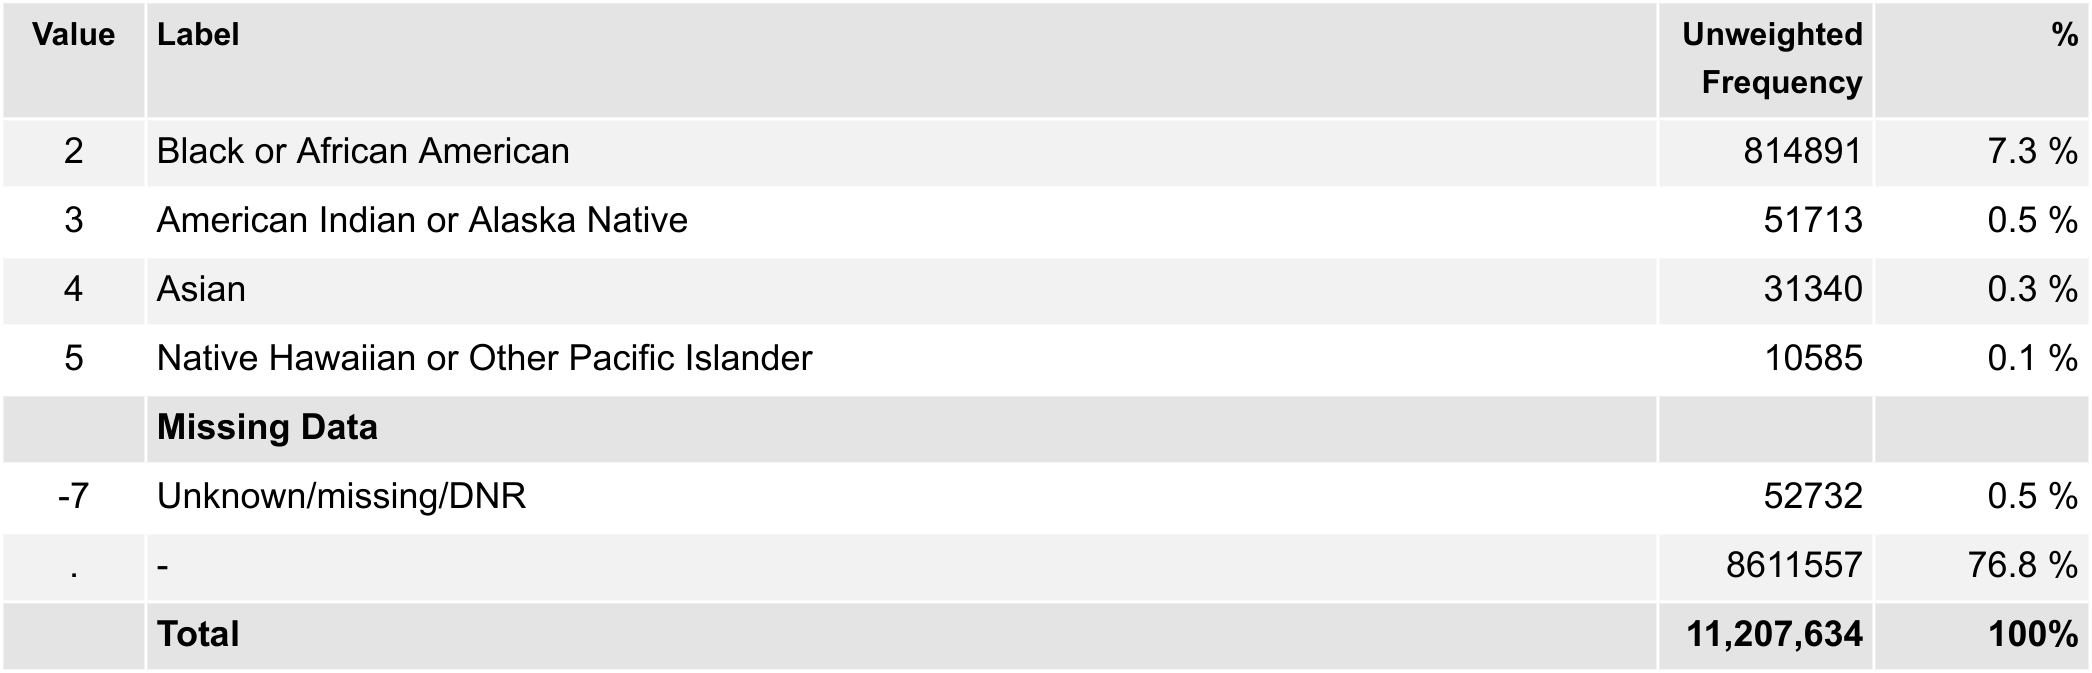 Value Label Unweighted Frequency %
2 Black or African American 814891 7.3 %
3 American Indian or Alaska Native 51713 0.5 %
4 Asian 31340 0.3 %
5 Native Hawaiian or Other Pacific Islander 10585 0.1 %
Missing Data
-7 Unknown/missing/DNR 52732 0.5 %
. - 8611557 76.8 %
Total 11,207,634 100%